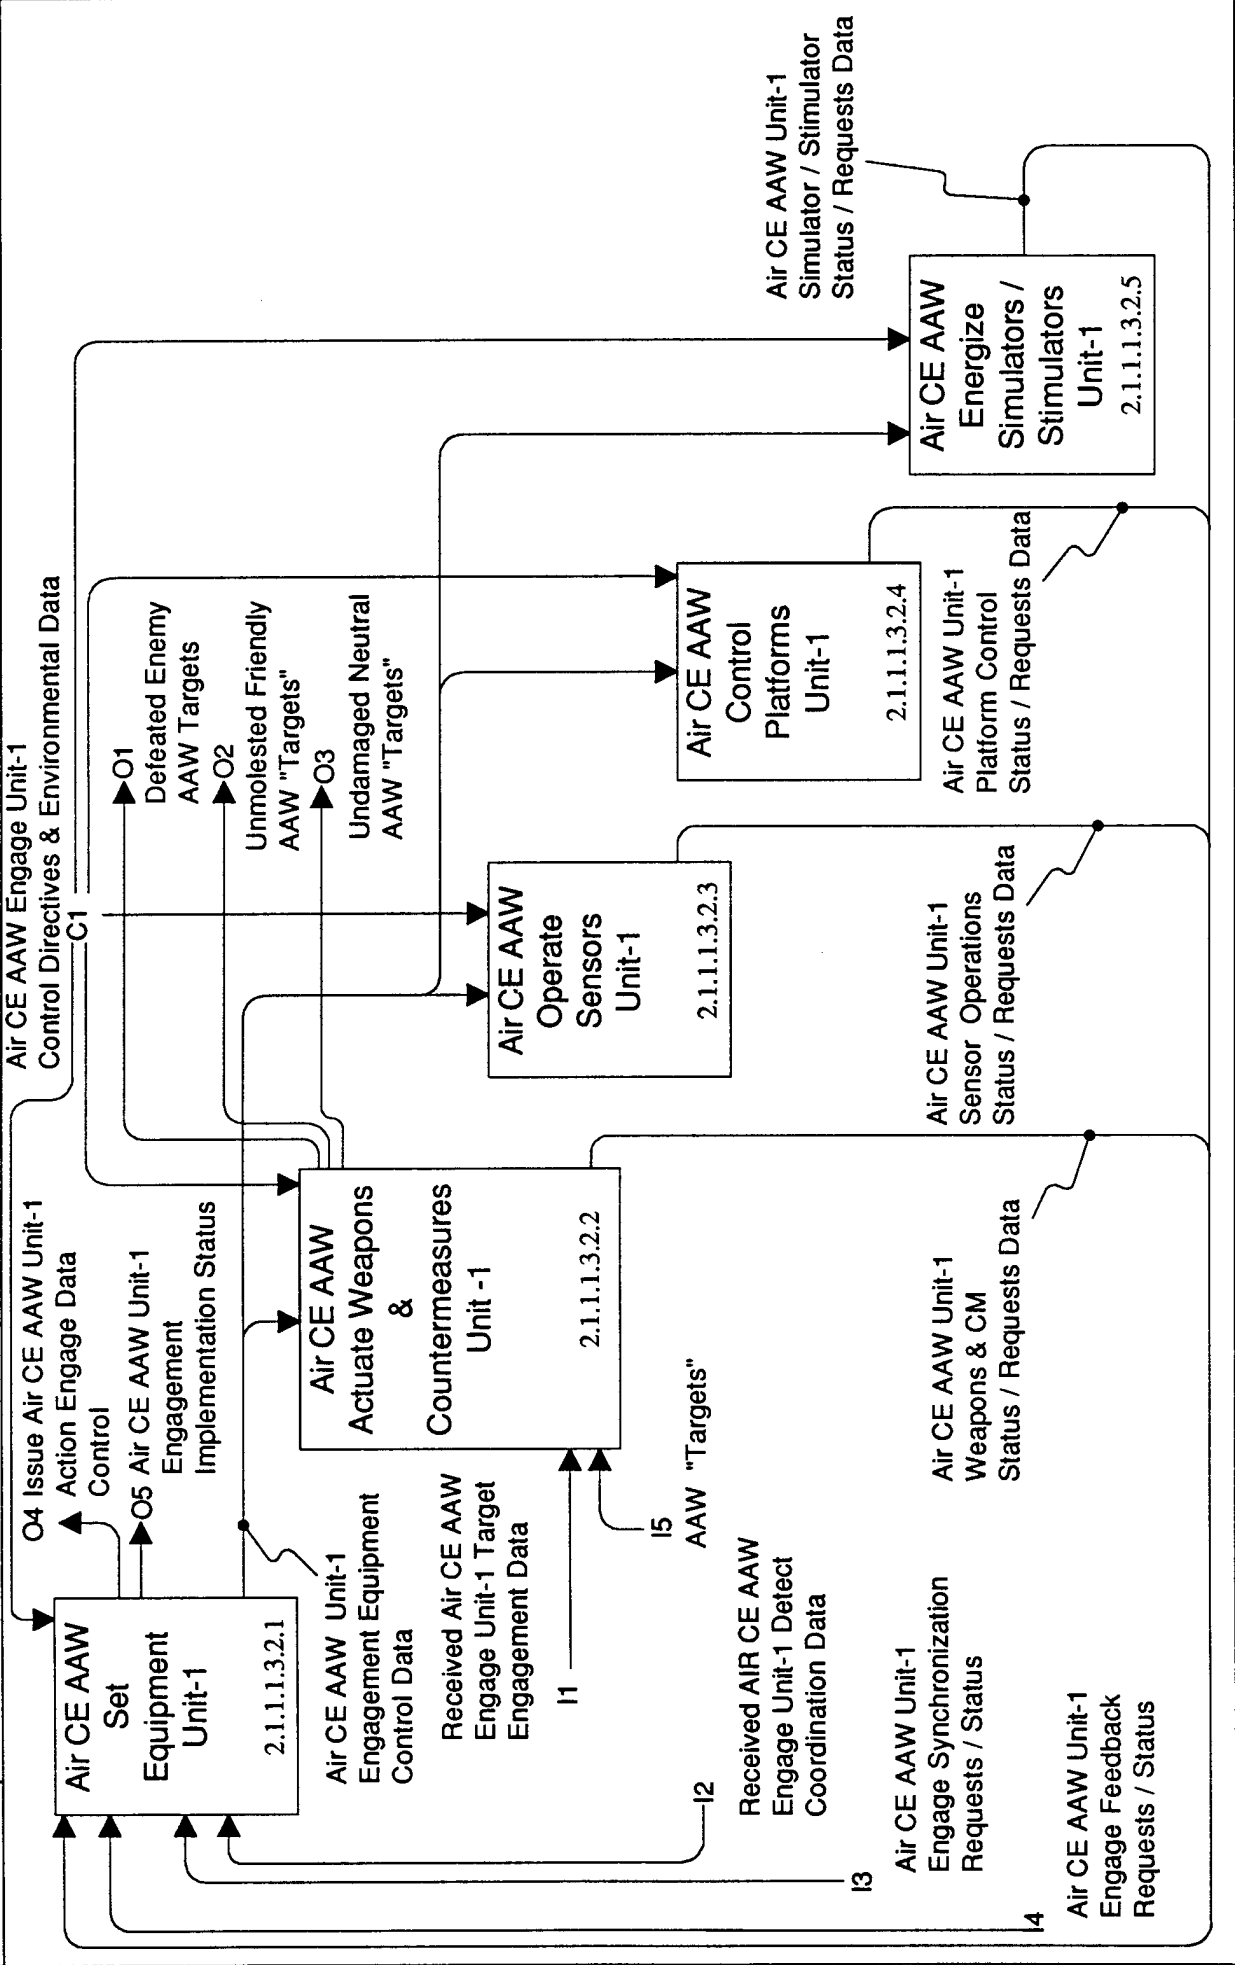 Air CE AAW Engage Unit-1
Control Directives & Environmental Data
C1
O4 Issue Air CE AAW Unit-1
Action Engage Data
Control
O5 Air CE AAW Unit-1
Engagement
Implementation Status
O1
Defeated Enemy
AAW Targets
O2
Unmolested Friendly
AAW "Targets"
O3
Undamaged Neutral
AAW "Targets"
Air CE AAW
Set
Equipment
Unit-1
2.1.1.1.3.2.1
Air CE AAW Unit-1
Engagement Equipment
Control Data
Air CE AAW
Actuate Weapons
&
Countermeasures
Unit -1
2.1.1.1.3.2.2
Air CE AAW
Operate
Sensors
Unit-1
2.1.1.1.3.2.3
Air CE AAW
Control
Platforms
Unit-1
2.1.1.1.3.2.4
Air CE AAW
Energize
Simulators /
Stimulators
Unit-1
2.1.1.1.3.2.5
Air CE AAW Unit-1
Simulator / Stimulator
Status / Requests Data
Received Air CE AAW
Engage Unit-1 Target
Engagement Data
I1
I5
AAW "Targets"
I2
Received AIR CE AAW
Engage Unit-1 Detect
Coordination Data
I3
Air CE AAW Unit-1
Engage Synchronization
Requests / Status
I4
Air CE AAW Unit-1
Engage Feedback
Requests / Status
Air CE AAW Unit-1
Weapons & CM
Status / Requests Data
Air CE AAW Unit-1
Sensor Operations
Status / Requests Data
Air CE AAW Unit-1
Platform Control
Status / Requests Data